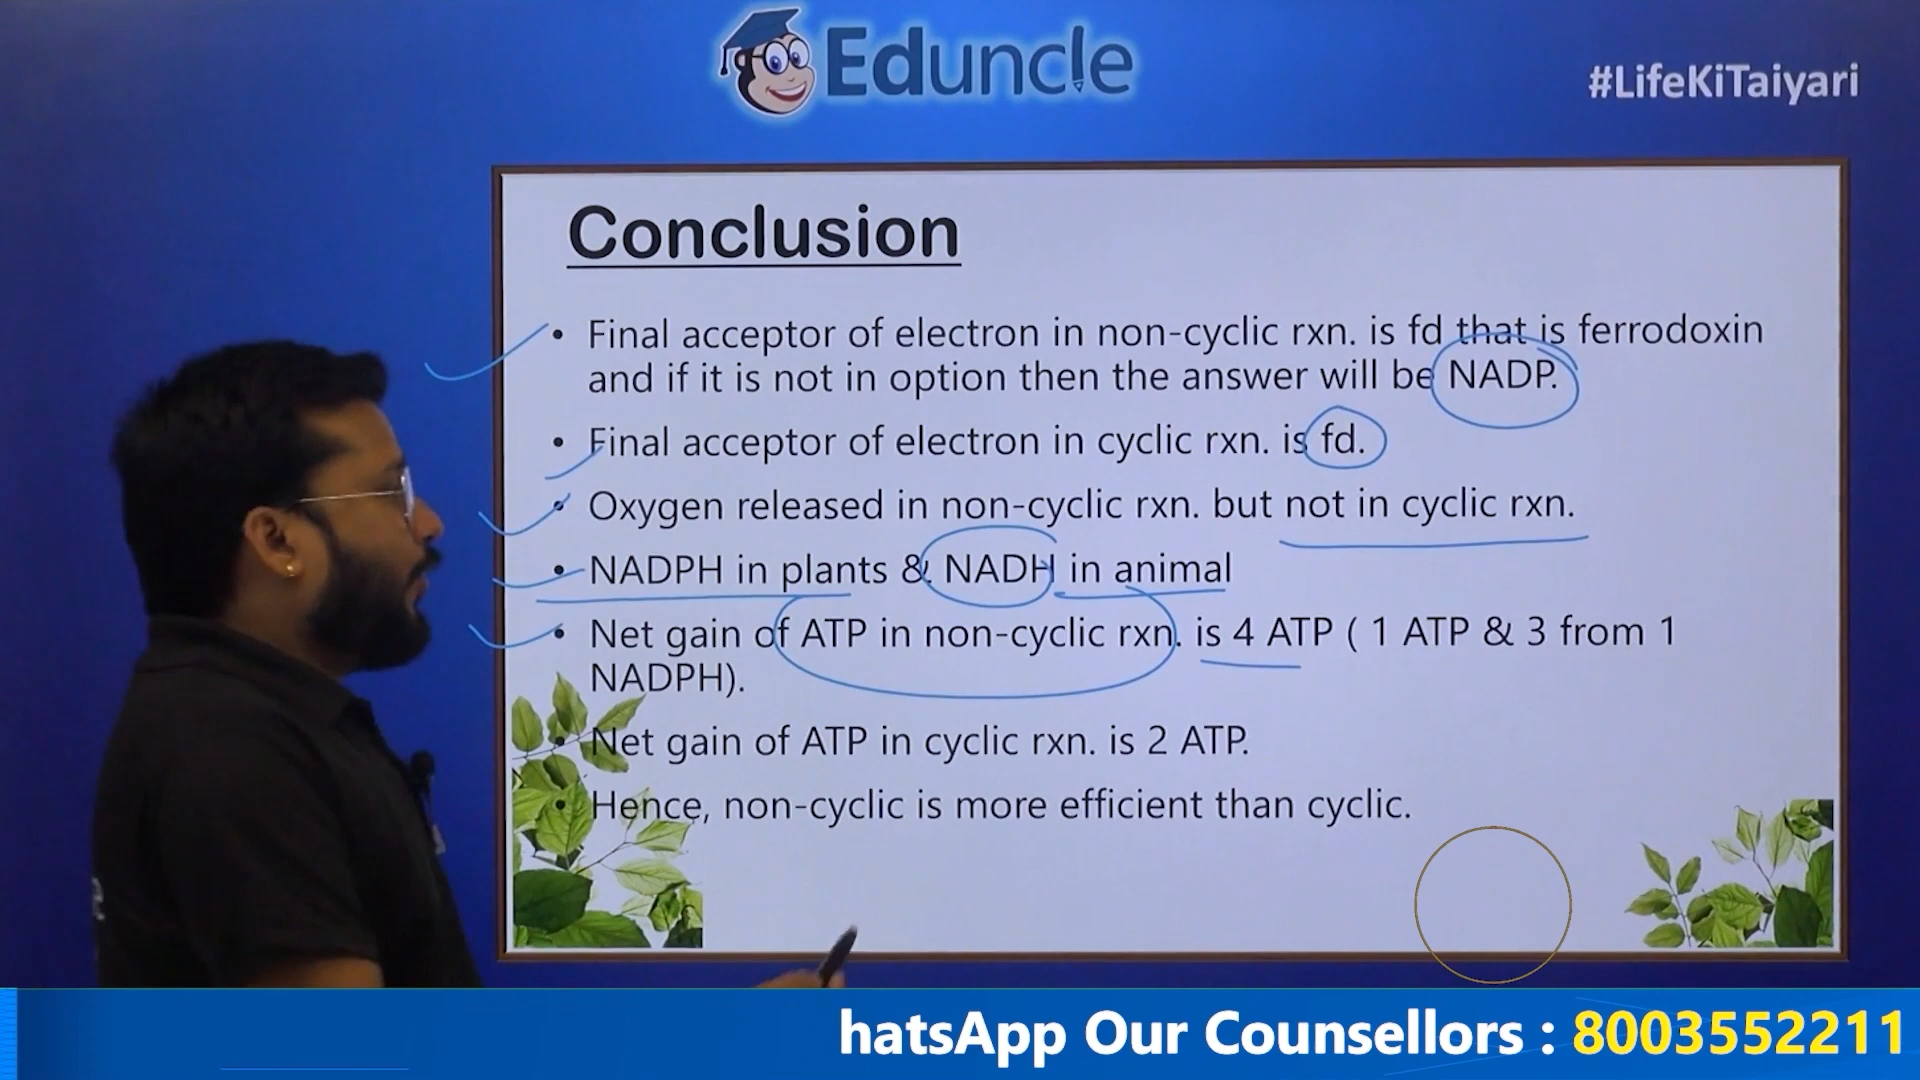 Eduncle
#LifeKiTaiyari
Conclusion
• Final acceptor of electron in non-cyclic rxn. is fd that is ferrodoxin
and if it is not in option then the answer will be NADP.
• Final acceptor of electron in cyclic rxn. is fd.
• Oxygen released in non-cyclic rxn. but not in cyclic rxn.
• NADPH in plants & NADH in animal
• Net gain of ATP in non-cyclic rxn. is 4 ATP ( 1 ATP & 3 from 1
NADPH).
• Net gain of ATP in cyclic rxn. is 2 ATP.
• Hence, non-cyclic is more efficient than cyclic.
hatsApp Our Counsellors : 8003552211